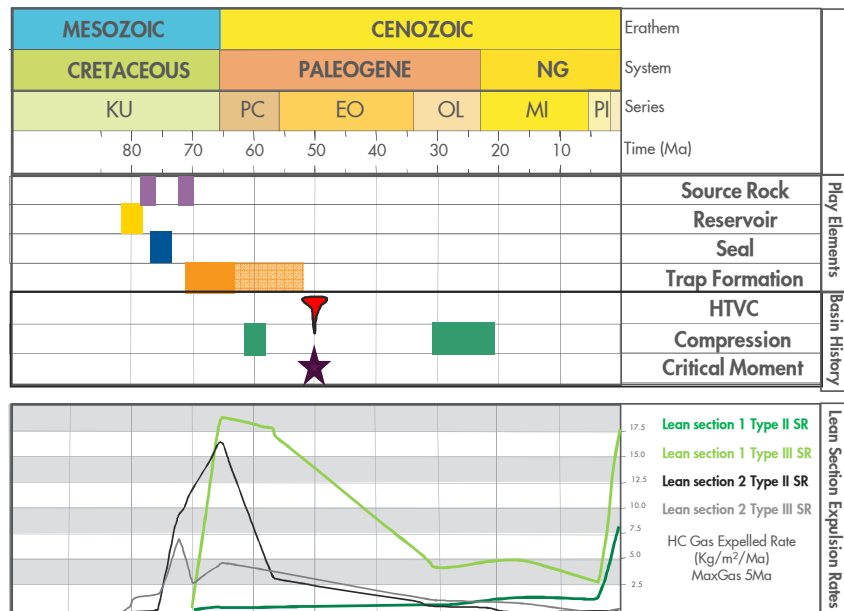 MESOZOIC CENOZOIC Erathem
CRETACEOUS PALEOGENE NG System
KU PC EO OL MI PI Series
80 70 60 50 40 30 20 10 Time (Ma)
Source Rock
Reservoir
Seal
Trap Formation
Play Elements
HTVC
Compression
Critical Moment
Basin History
17.5
15.0
12.5
10.0
7.5
5.0
2.5
Lean section 1 Type II SR
Lean section 1 Type III SR
Lean section 2 Type II SR
Lean section 2 Type III SR
HC Gas Expelled Rate
(Kg/m²/Ma)
MaxGas 5Ma
Lean Section Expulsion Rates